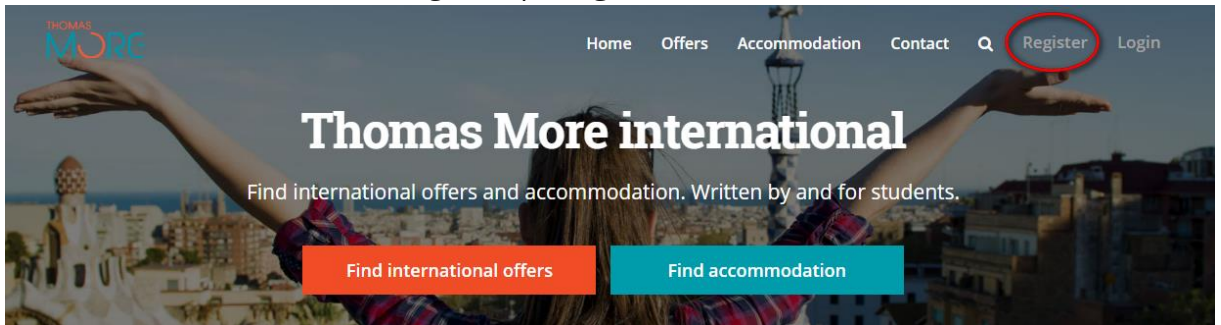 THOMAS
MORE
Home Offers Accommodation Contact Register Login
Thomas More international
Find international offers and accommodation. Written by and for students.
Find international offers Find accommodation